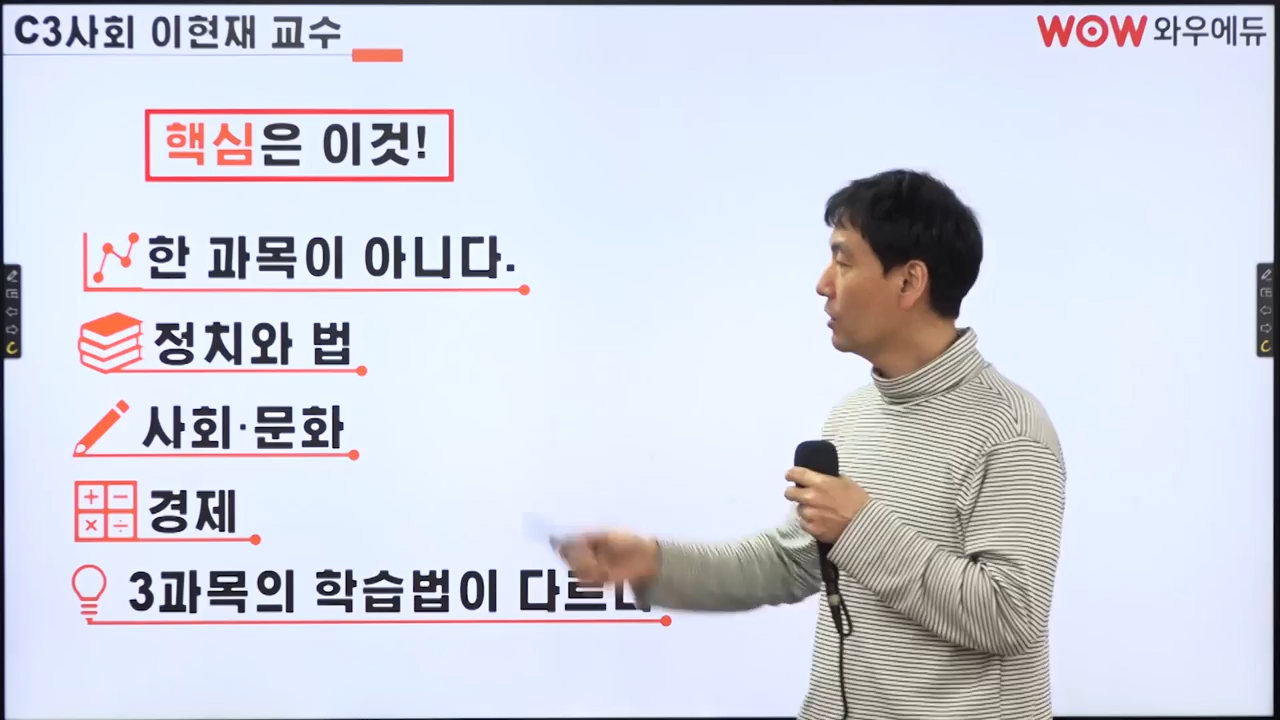 C3사회 이현재 교수
WOW 와우에듀
핵심은 이것!
한 과목이 아니다.
정치와 법
사회·문화
경제
3과목의 학습법이